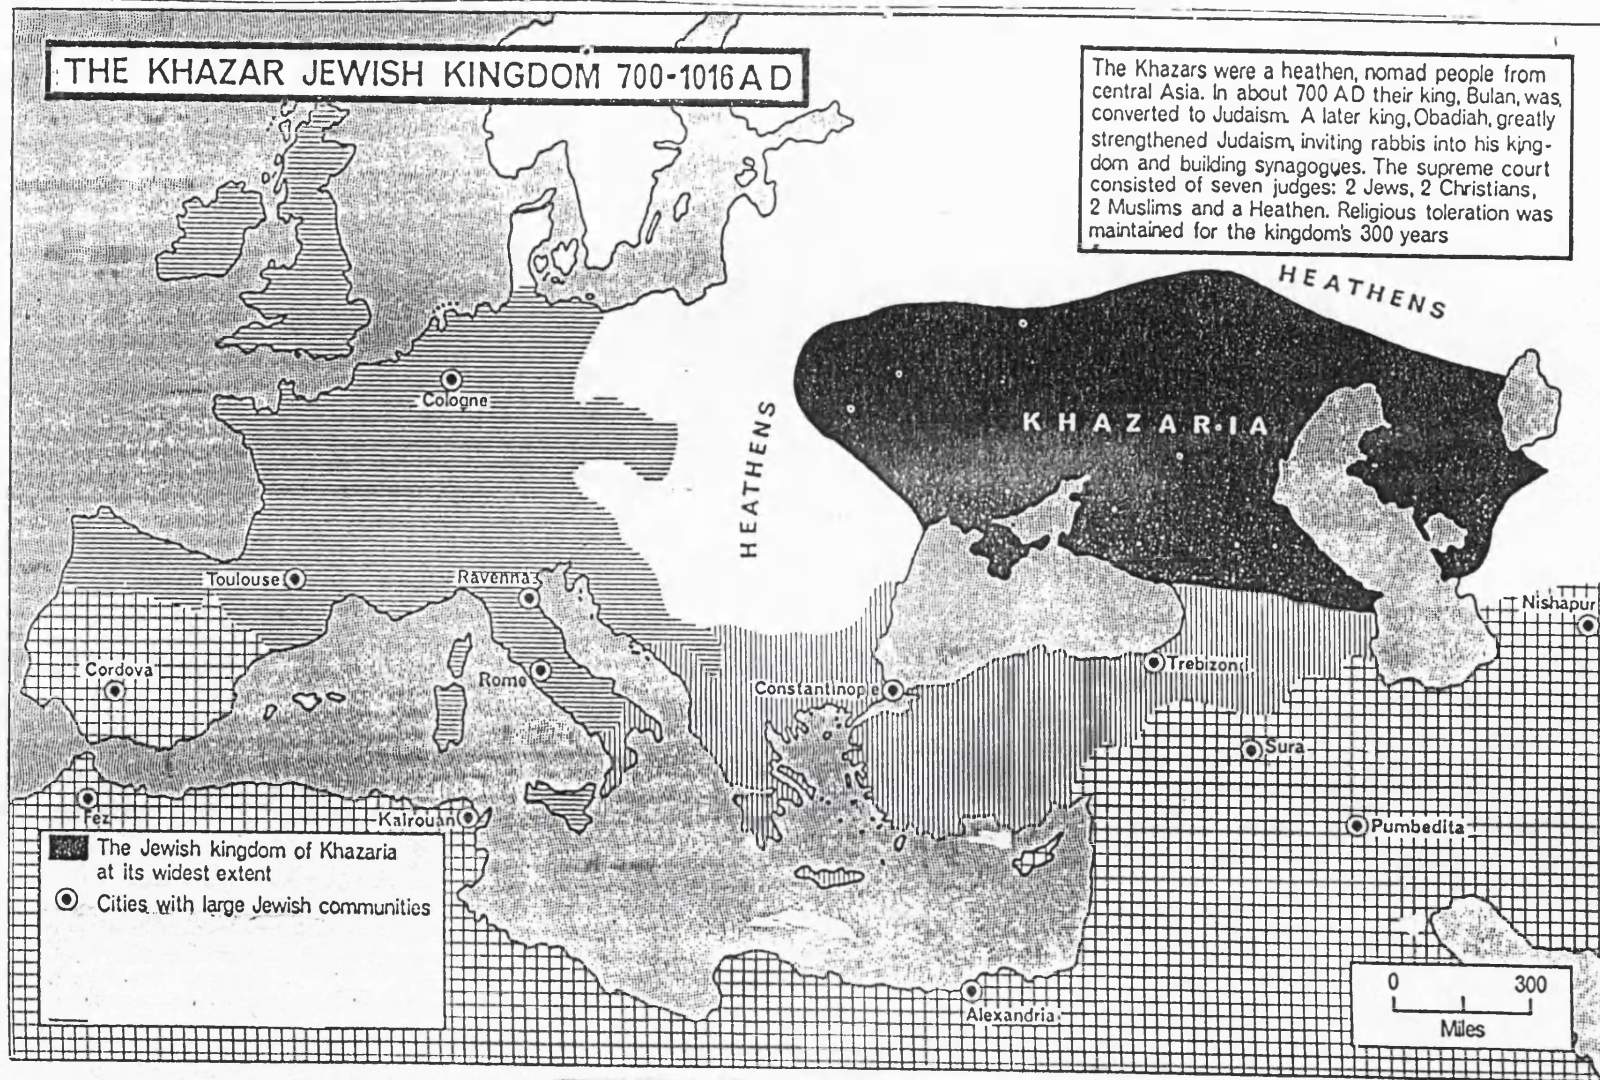 THE KHAZAR JEWISH KINGDOM 700-1016 AD
The Khazars were a heathen, nomad people from
central Asia. In about 700 AD their king, Bulan, was
converted to Judaism. A later king, Obadiah, greatly
strengthened Judaism, inviting rabbis into his king-
dom and building synagogues. The supreme court
consisted of seven judges: 2 Jews, 2 Christians,
2 Muslims and a Heathen. Religious toleration was
maintained for the kingdom's 300 years
HEATHENS
KHAZARIA
HEATHENS
Cologne
Toulouse
Ravenna
Nishapur
Cordova
Rome
Constantinople
Trebizond
Sura
Fez
Kairouan
Pumbedita
The Jewish kingdom of Khazaria
at its widest extent
Cities with large Jewish communities
Alexandria
0 300
Miles